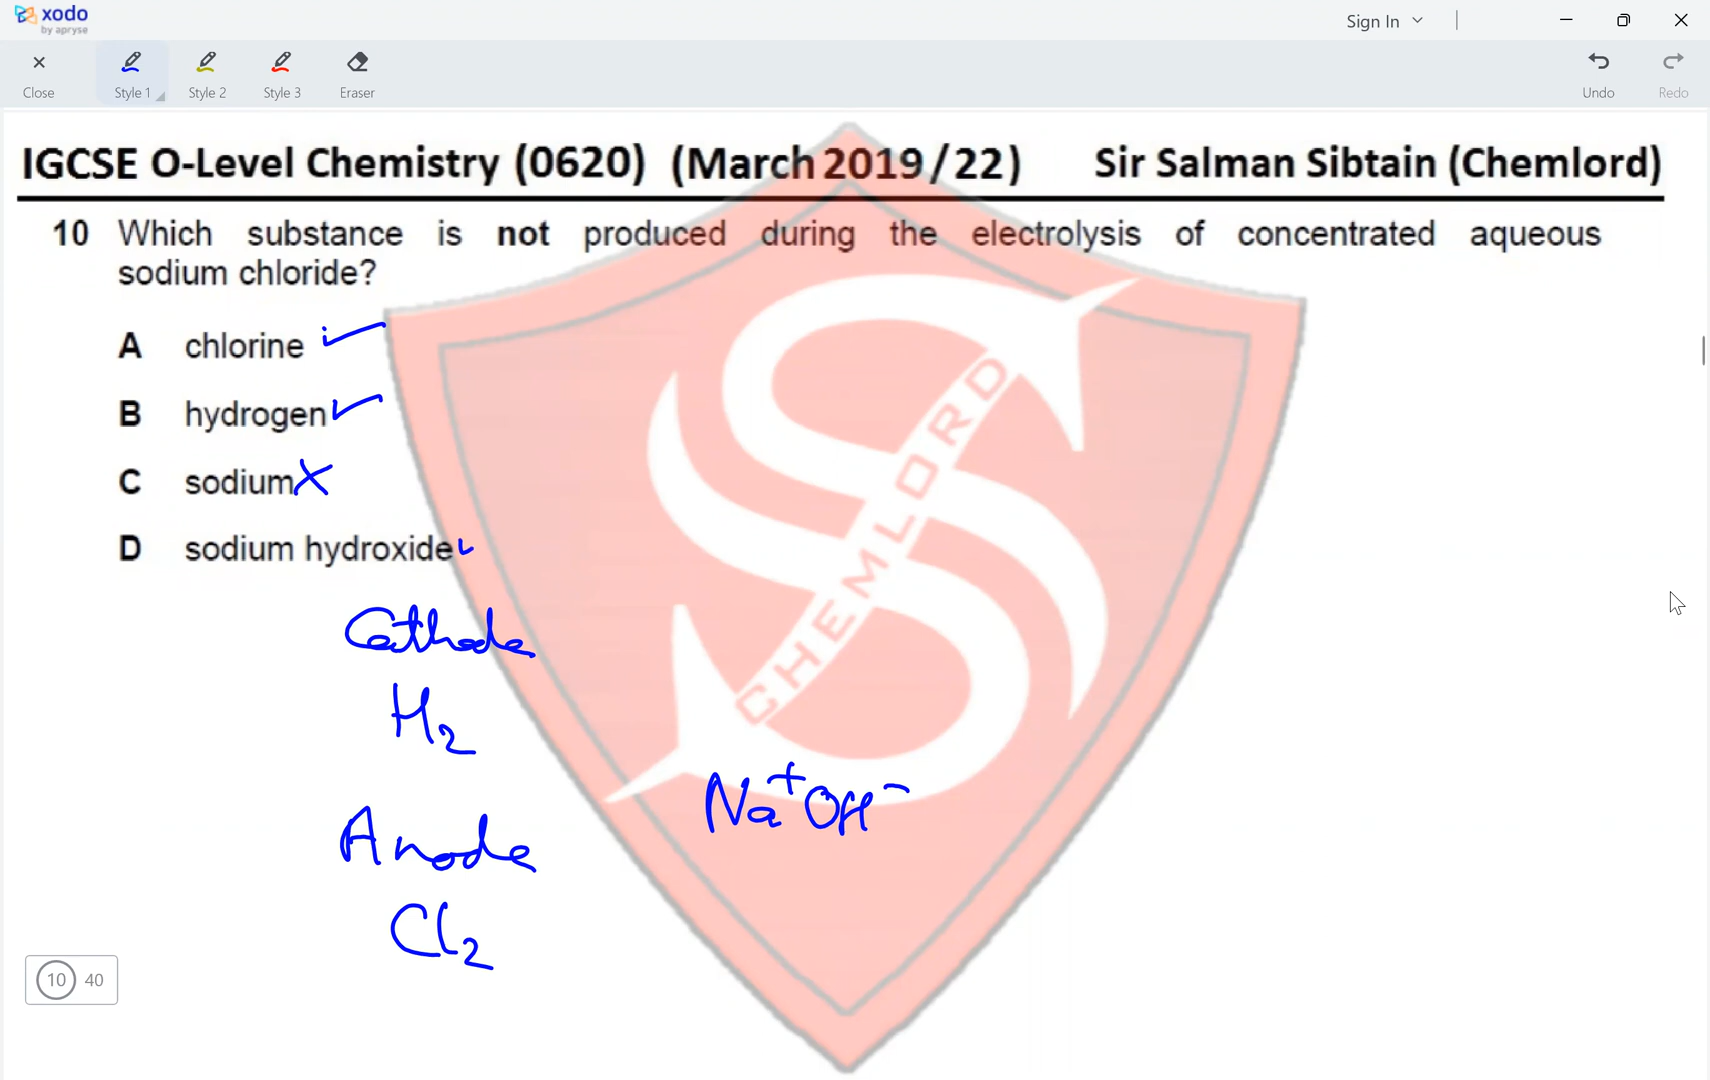 xodo
by apryse
Sign In
Close
Style 1
Style 2
Style 3
Eraser
Undo
Redo
IGCSE O-Level Chemistry (0620) (March 2019/22) Sir Salman Sibtain (Chemlord)
10 Which substance is not produced during the electrolysis of concentrated aqueous
sodium chloride?
A chlorine ✓
B hydrogen ✓
C sodium X
D sodium hydroxide ✓
Cathode
H₂
Na⁺OH⁻
Anode
Cl₂
CHEMLORD
10 40